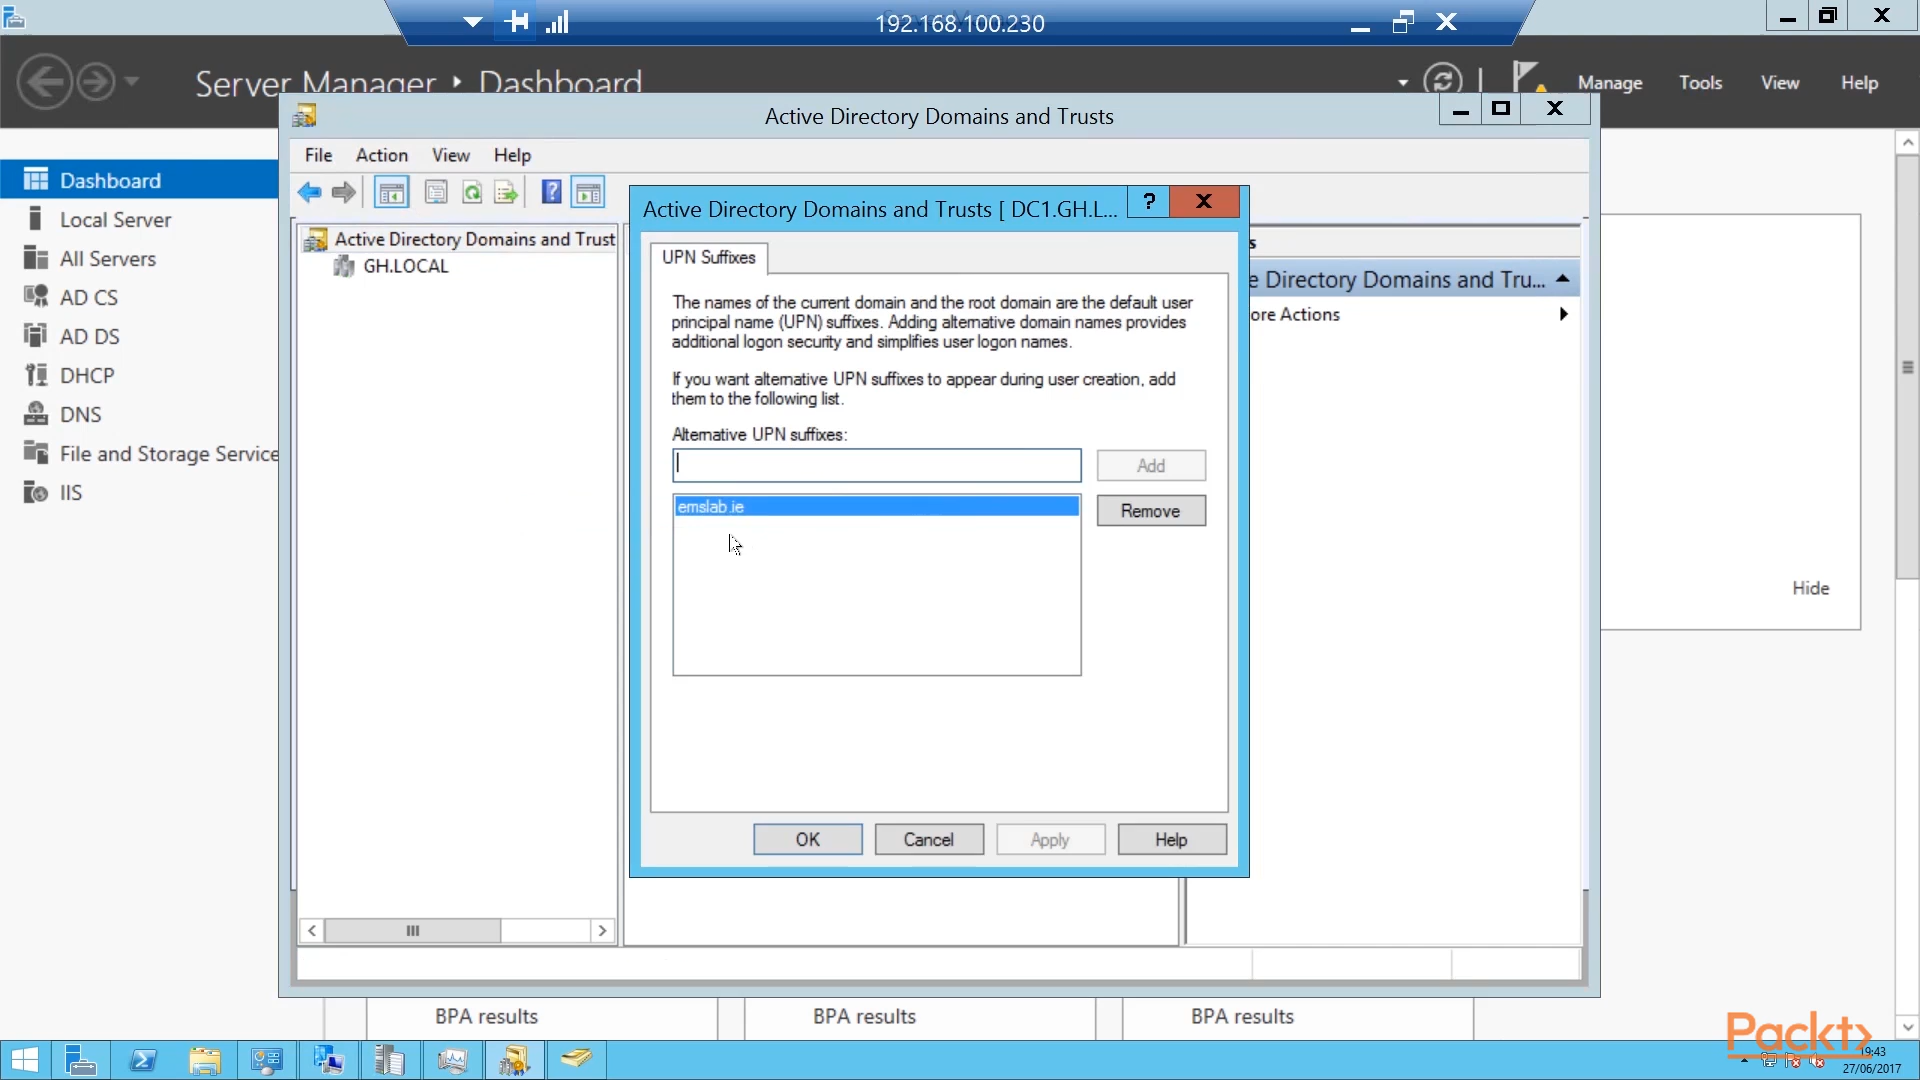 192.168.100.230
Server Manager ‣ Dashboard
Manage
Tools
View
Help
Active Directory Domains and Trusts
File
Action
View
Help
Dashboard
Local Server
All Servers
AD CS
AD DS
DHCP
DNS
File and Storage Service
IIS
Active Directory Domains and Trust
GH.LOCAL
Active Directory Domains and Trusts [ DC1.GH.L...
UPN Suffixes
The names of the current domain and the root domain are the default user
principal name (UPN) suffixes. Adding alternative domain names provides
additional logon security and simplifies user logon names.
If you want alternative UPN suffixes to appear during user creation, add
them to the following list.
Alternative UPN suffixes:
Add
emslab.ie
Remove
OK
Cancel
Apply
Help
s
e Directory Domains and Tru...
ore Actions
Hide
BPA results
BPA results
BPA results
Packt
19:43
27/06/2017